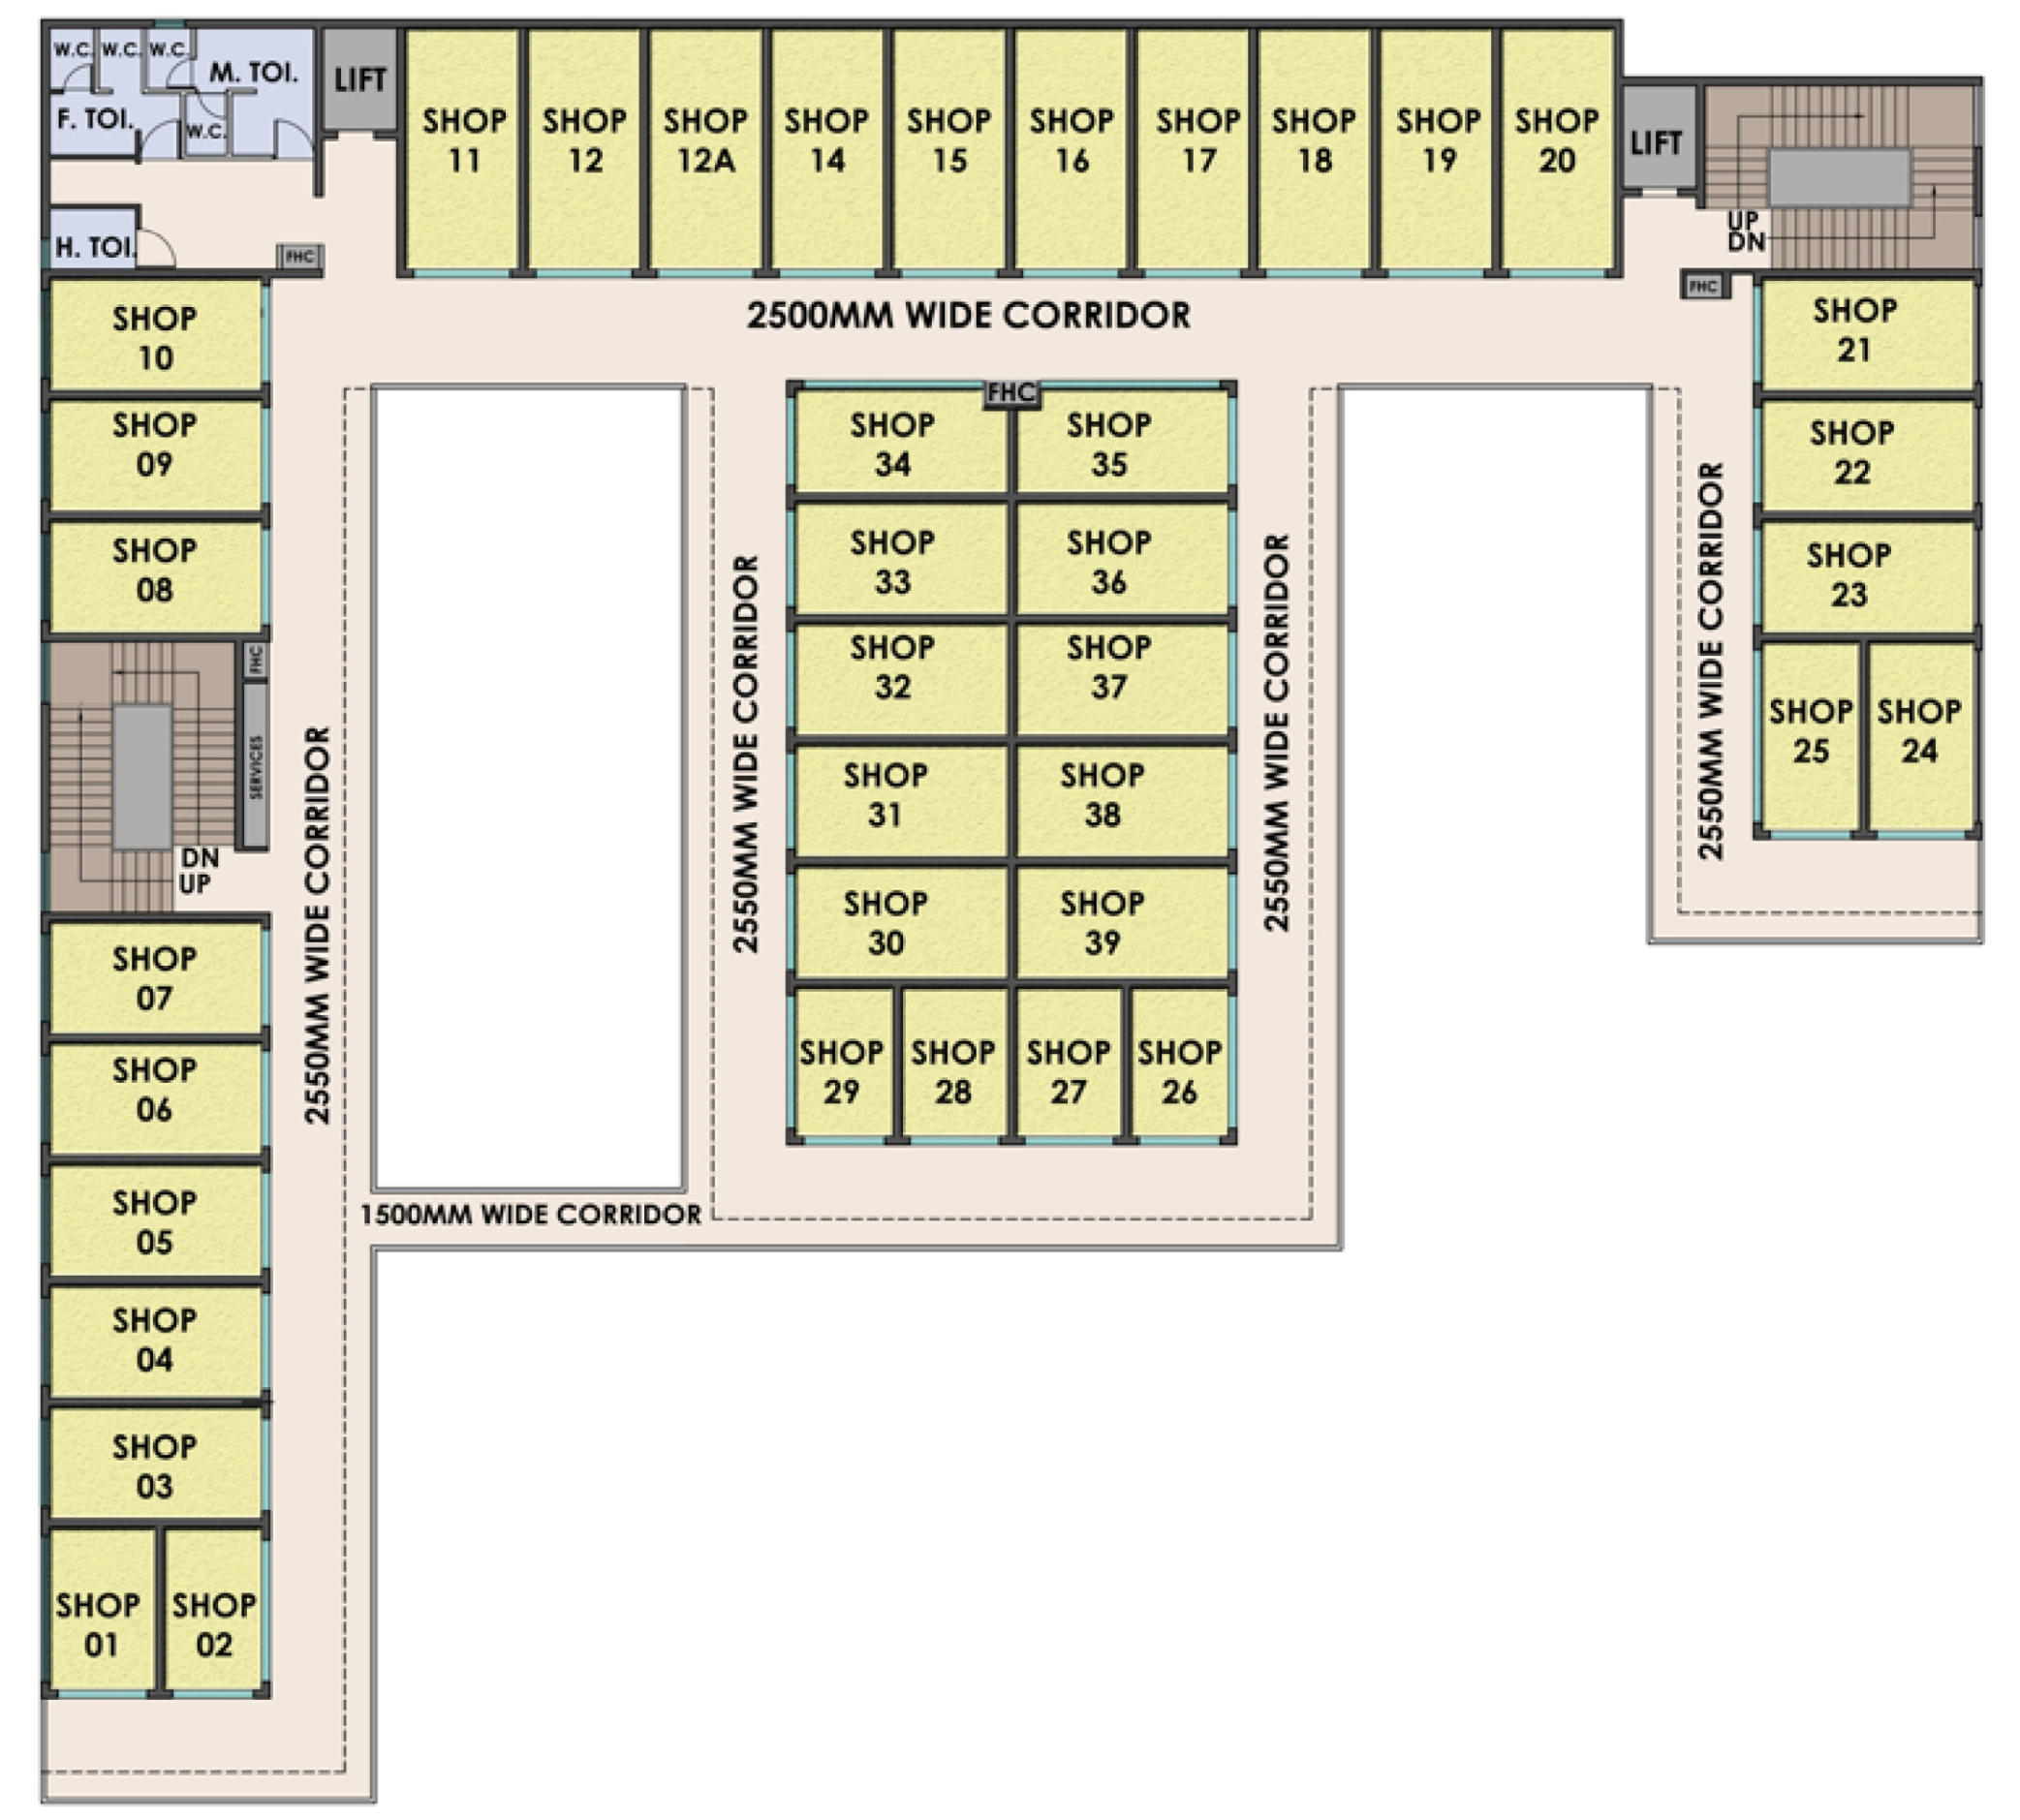 W.C.
W.C.
W.C.
M. TOI.
F. TOI.
W.C.
H. TOI.
FHC
LIFT
SHOP
11
SHOP
12
SHOP
12A
SHOP
14
SHOP
15
SHOP
16
SHOP
17
SHOP
18
SHOP
19
SHOP
20
LIFT
UP
DN
FHC
2500MM WIDE CORRIDOR
SHOP
10
SHOP
09
SHOP
08
FHC
SERVICES
DN
UP
SHOP
07
SHOP
06
SHOP
05
SHOP
04
SHOP
03
SHOP
01
SHOP
02
2550MM WIDE CORRIDOR
1500MM WIDE CORRIDOR
2550MM WIDE CORRIDOR
FHC
SHOP
34
SHOP
35
SHOP
33
SHOP
36
SHOP
32
SHOP
37
SHOP
31
SHOP
38
SHOP
30
SHOP
39
SHOP
29
SHOP
28
SHOP
27
SHOP
26
2550MM WIDE CORRIDOR
2550MM WIDE CORRIDOR
SHOP
21
SHOP
22
SHOP
23
SHOP
25
SHOP
24